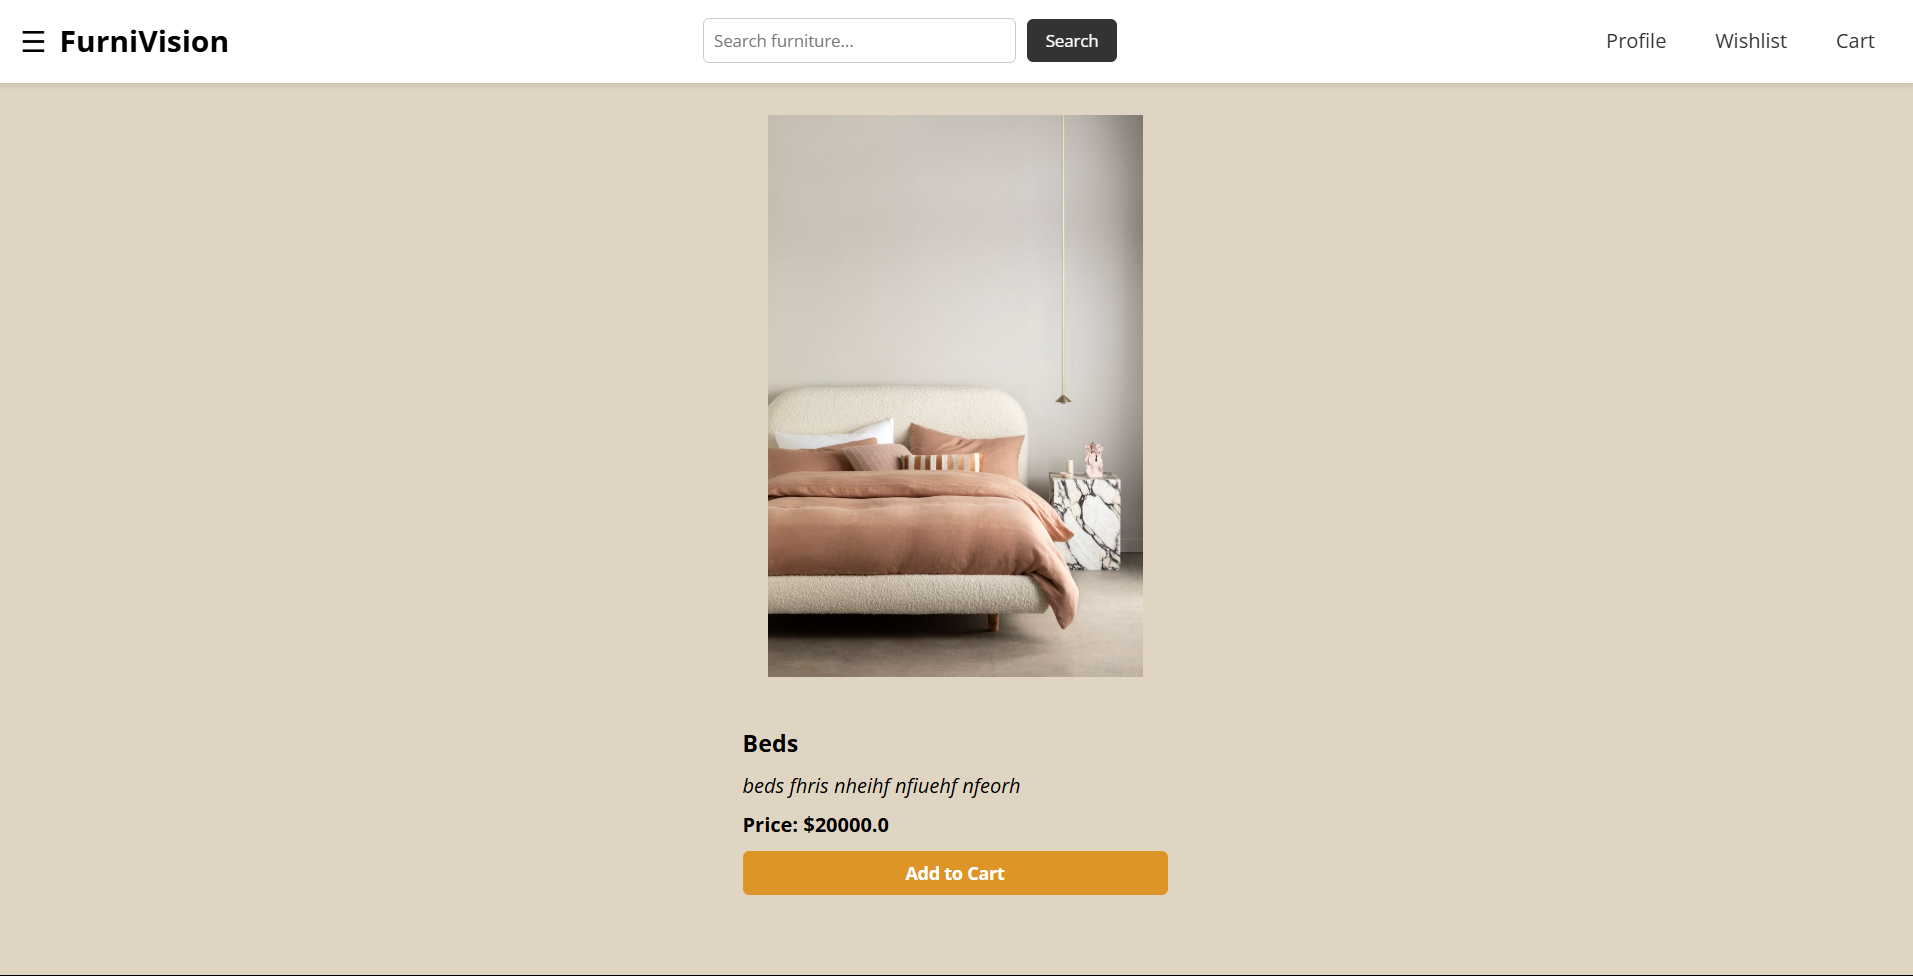 ☰ FurniVision
Search furniture...
Search
Profile
Wishlist
Cart
Beds
beds fhris nheihf nfiuehf nfeorh
Price: $20000.0
Add to Cart